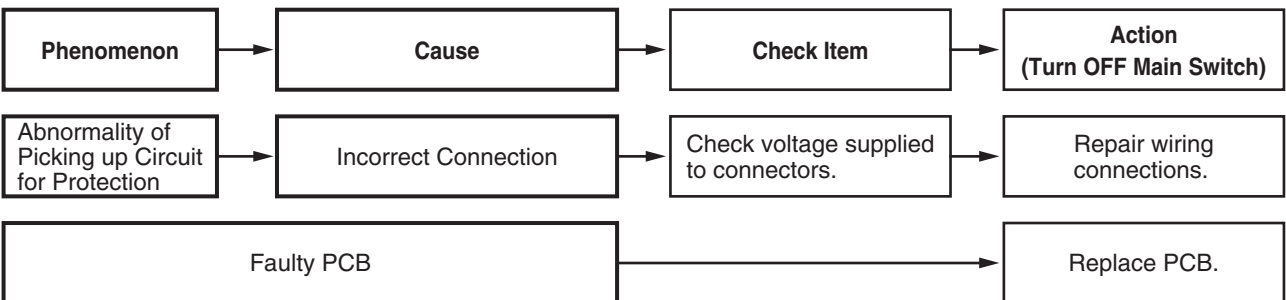 Phenomenon
Cause
Check Item
Action
(Turn OFF Main Switch)
Abnormality of
Picking up Circuit
for Protection
Incorrect Connection
Check voltage supplied
to connectors.
Repair wiring
connections.
Faulty PCB
Replace PCB.